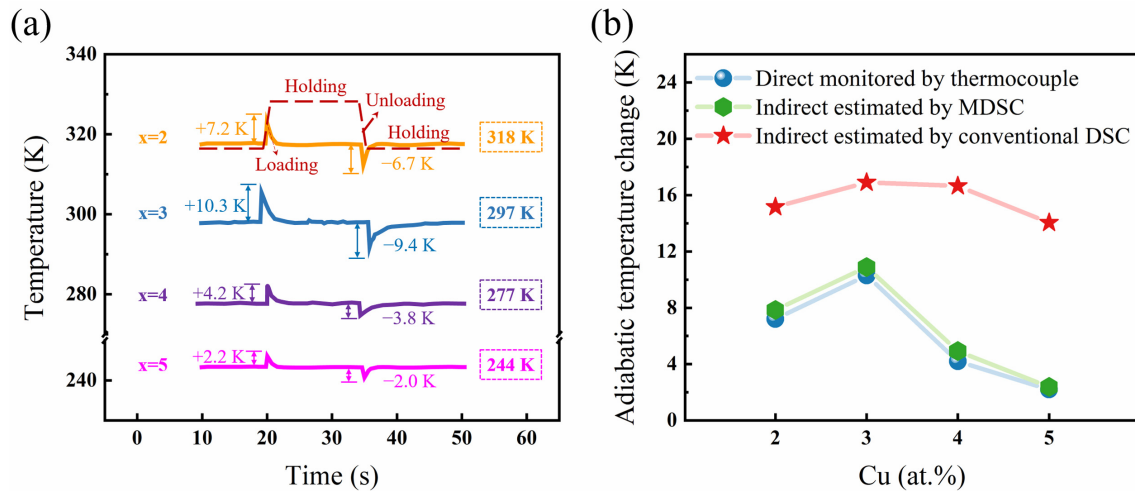 (a)
340
320
300
280
240
Temperature (K)
0
10
20
30
40
50
60
Time (s)
Holding
Unloading
Holding
Loading
x=2
+7.2 K
−6.7 K
318 K
x=3
+10.3 K
−9.4 K
297 K
x=4
+4.2 K
−3.8 K
277 K
x=5
+2.2 K
−2.0 K
244 K
(b)
Direct monitored by thermocouple
Indirect estimated by MDSC
Indirect estimated by conventional DSC
24
20
16
12
8
4
0
Adiabatic temperature change (K)
2
3
4
5
Cu (at.%)